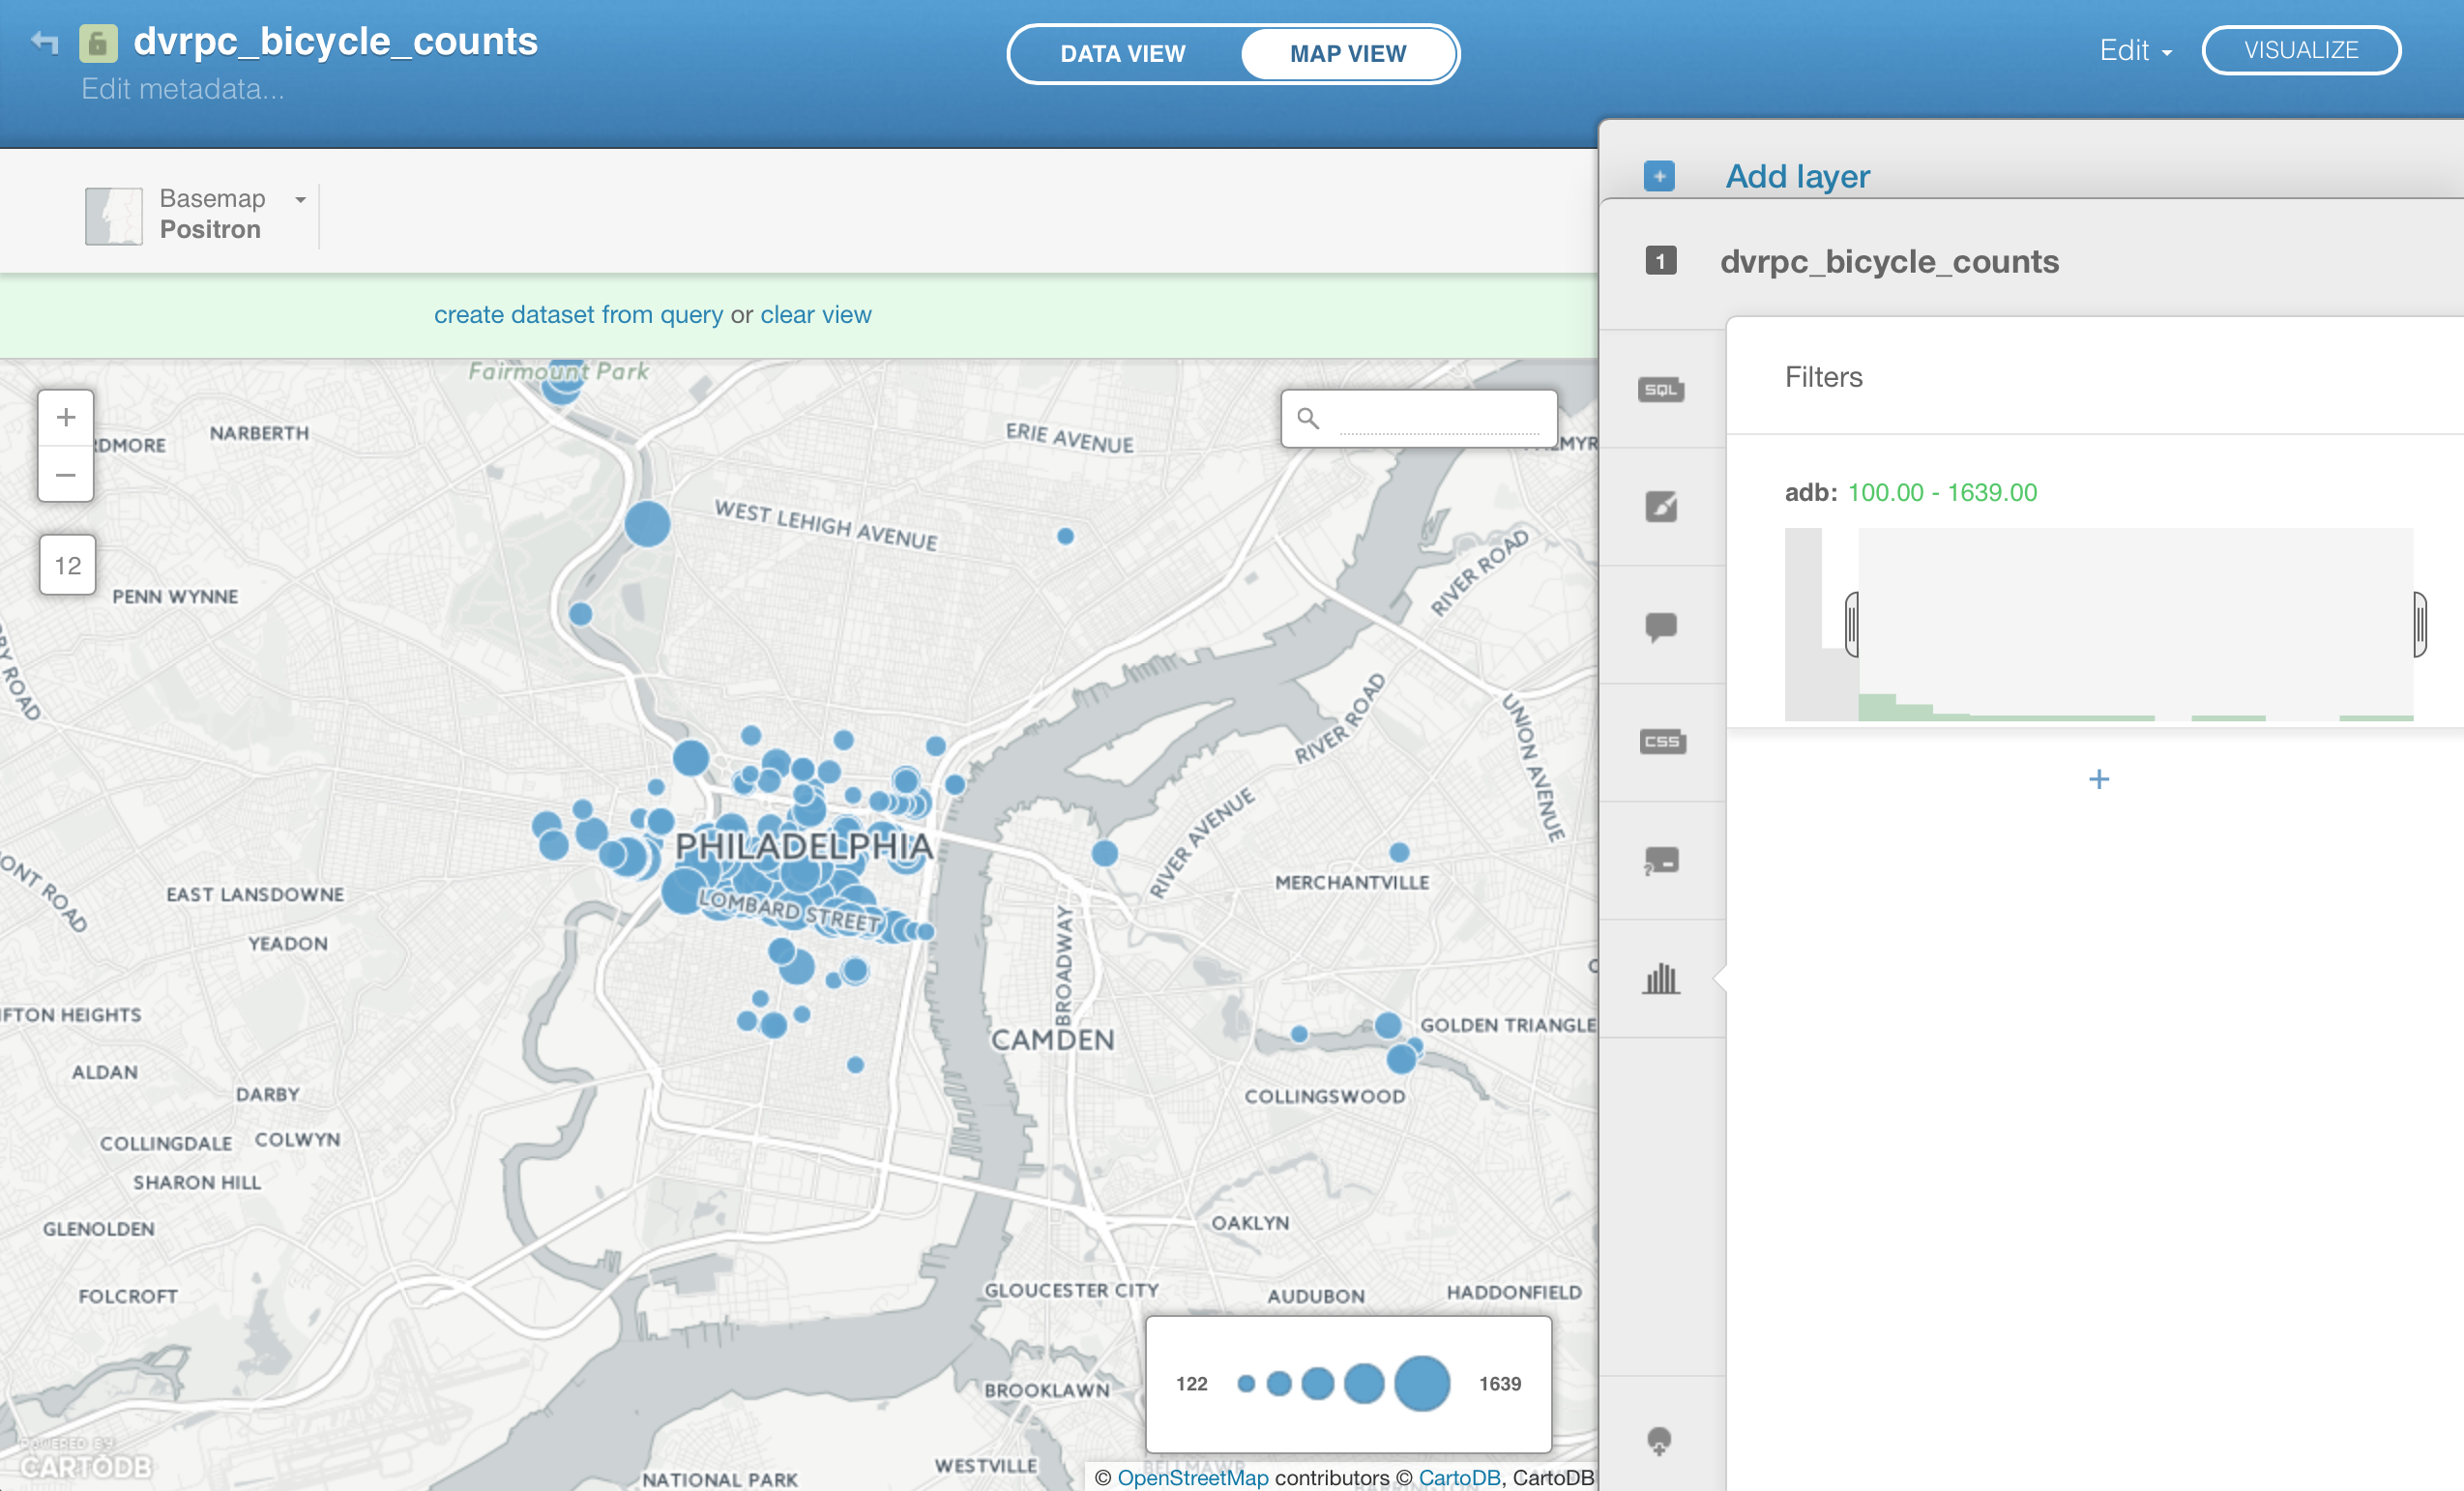 dvrpc_bicycle_counts
Edit metadata...
DATA VIEW
MAP VIEW
Edit
VISUALIZE
Basemap
Positron
Add layer
1
dvrpc_bicycle_counts
create dataset from query or clear view
Filters
SQL
adb: 100.00 - 1639.00
CSS
?
+
+
−
12
Fairmount Park
RDMORE
NARBERTH
ERIE AVENUE
WEST LEHIGH AVENUE
PENN WYNNE
RIVER ROAD
RIVER ROAD
UNION AVENUE
RIVER AVENUE
PHILADELPHIA
LOMBARD STREET
MERCHANTVILLE
EAST LANSDOWNE
YEADON
BROADWAY
CAMDEN
GOLDEN TRIANGLE
IFTON HEIGHTS
ALDAN
DARBY
COLLINGSWOOD
COLLINGDALE
COLWYN
SHARON HILL
GLENOLDEN
OAKLYN
FOLCROFT
GLOUCESTER CITY
AUDUBON
HADDONFIELD
122
1639
BROOKLAWN
WESTVILLE
BELLMAWR
NATIONAL PARK
POWERED BY
CARTODB
© OpenStreetMap contributors © CartoDB, CartoDB